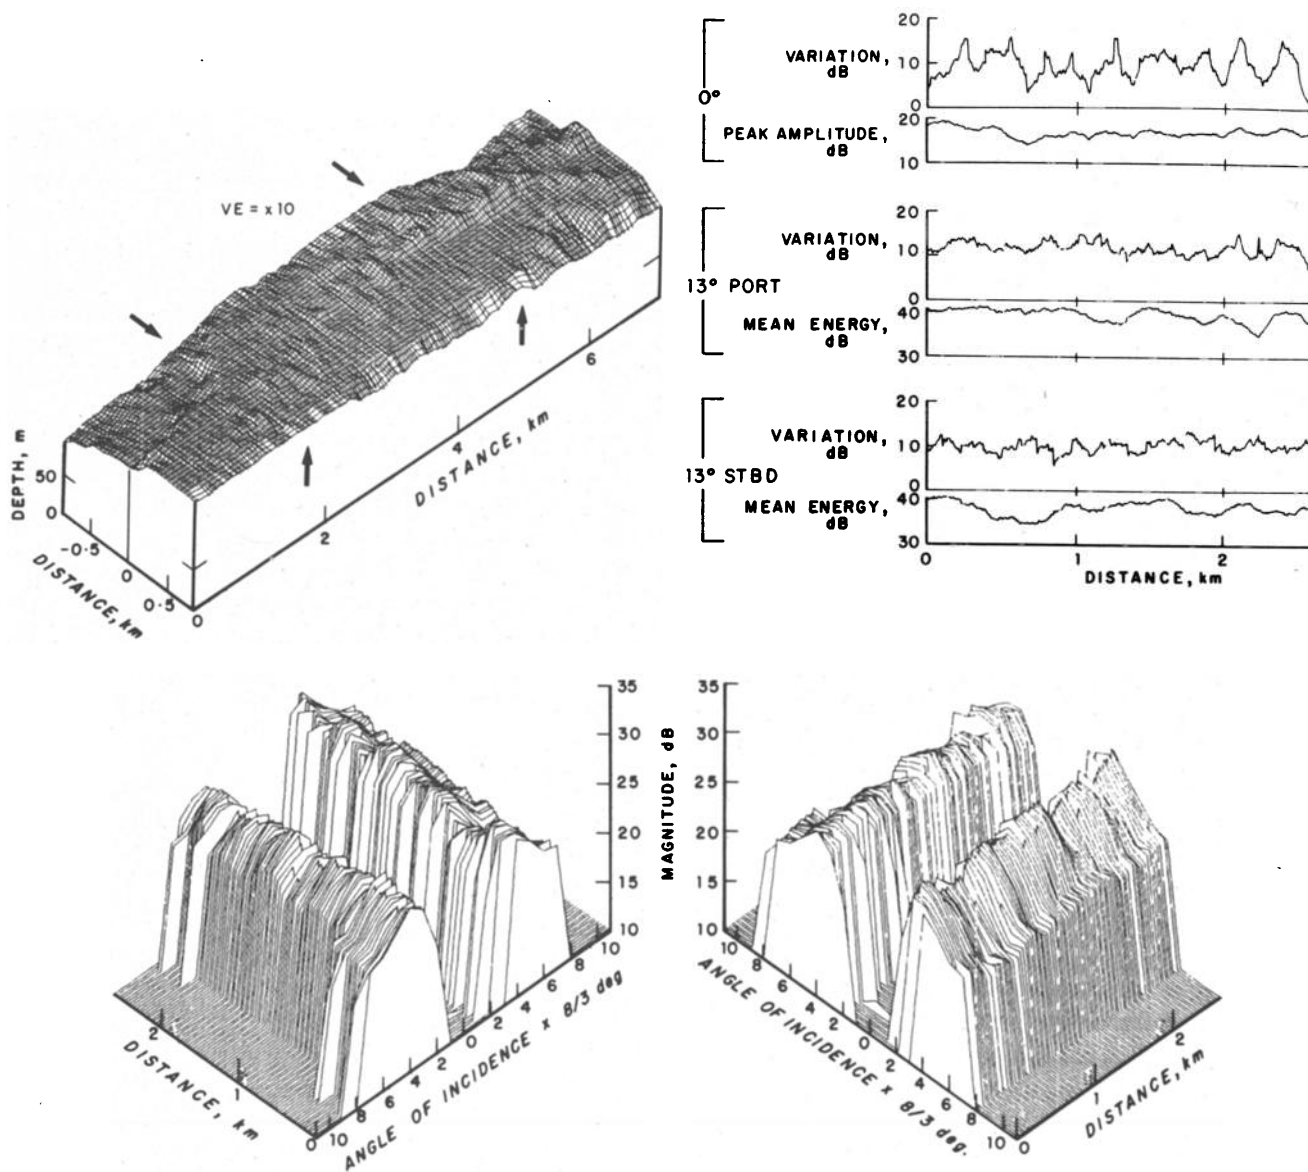 VE = x 10
DEPTH, m
50
0
-0.5
0
0.5
DISTANCE, km
0
2
4
6
DISTANCE, km
0°
VARIATION,
dB
20
10
0
PEAK AMPLITUDE,
dB
20
10
13° PORT
VARIATION,
dB
20
10
0
MEAN ENERGY,
dB
40
30
13° STBD
VARIATION,
dB
20
10
0
MEAN ENERGY,
dB
40
30
0 1 2
DISTANCE, km
35
30
25
20
15
10
MAGNITUDE, dB
2
1
0
DISTANCE, km
10 8 6 4 2 0 2 4 6 8 10
ANGLE OF INCIDENCE x 8/3 deg
35
30
25
20
15
10
10 8 6 4 2 0 2 4 6 8 10
ANGLE OF INCIDENCE x 8/3 deg.
0
1
2
DISTANCE, km